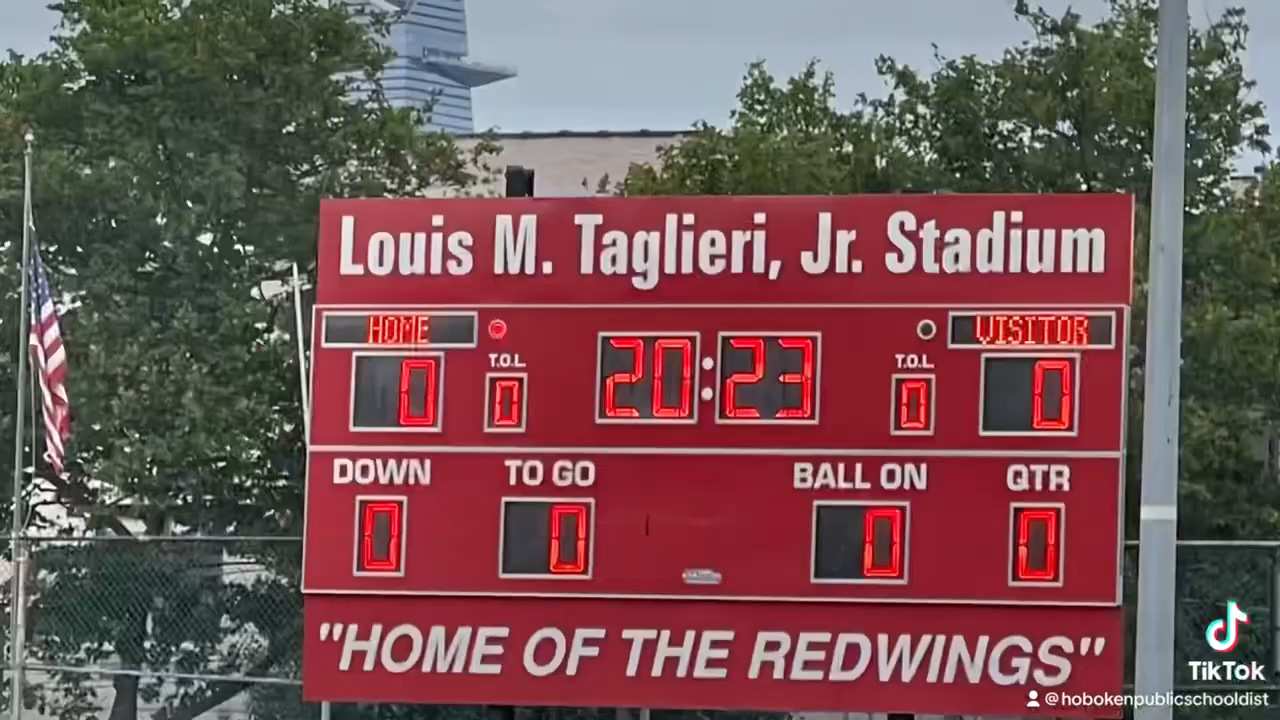 Louis M. Taglieri, Jr. Stadium
HOME 20:23 VISITOR
0 T.O.L. 0 T.O.L. 0 0
DOWN TO GO BALL ON QTR
0 0 0 0
"HOME OF THE REDWINGS"
TikTok
@hobokenpublicschooldist